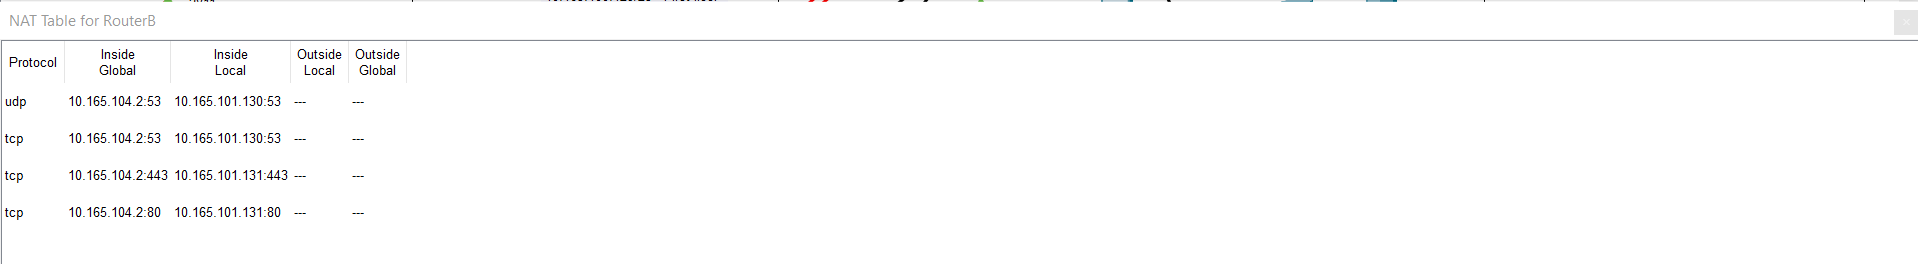 NAT Table for RouterB
Protocol Inside Global Inside Local Outside Local Outside Global
udp 10.165.104.2:53 10.165.101.130:53 --- ---
tcp 10.165.104.2:53 10.165.101.130:53 --- ---
tcp 10.165.104.2:443 10.165.101.131:443 --- ---
tcp 10.165.104.2:80 10.165.101.131:80 --- ---